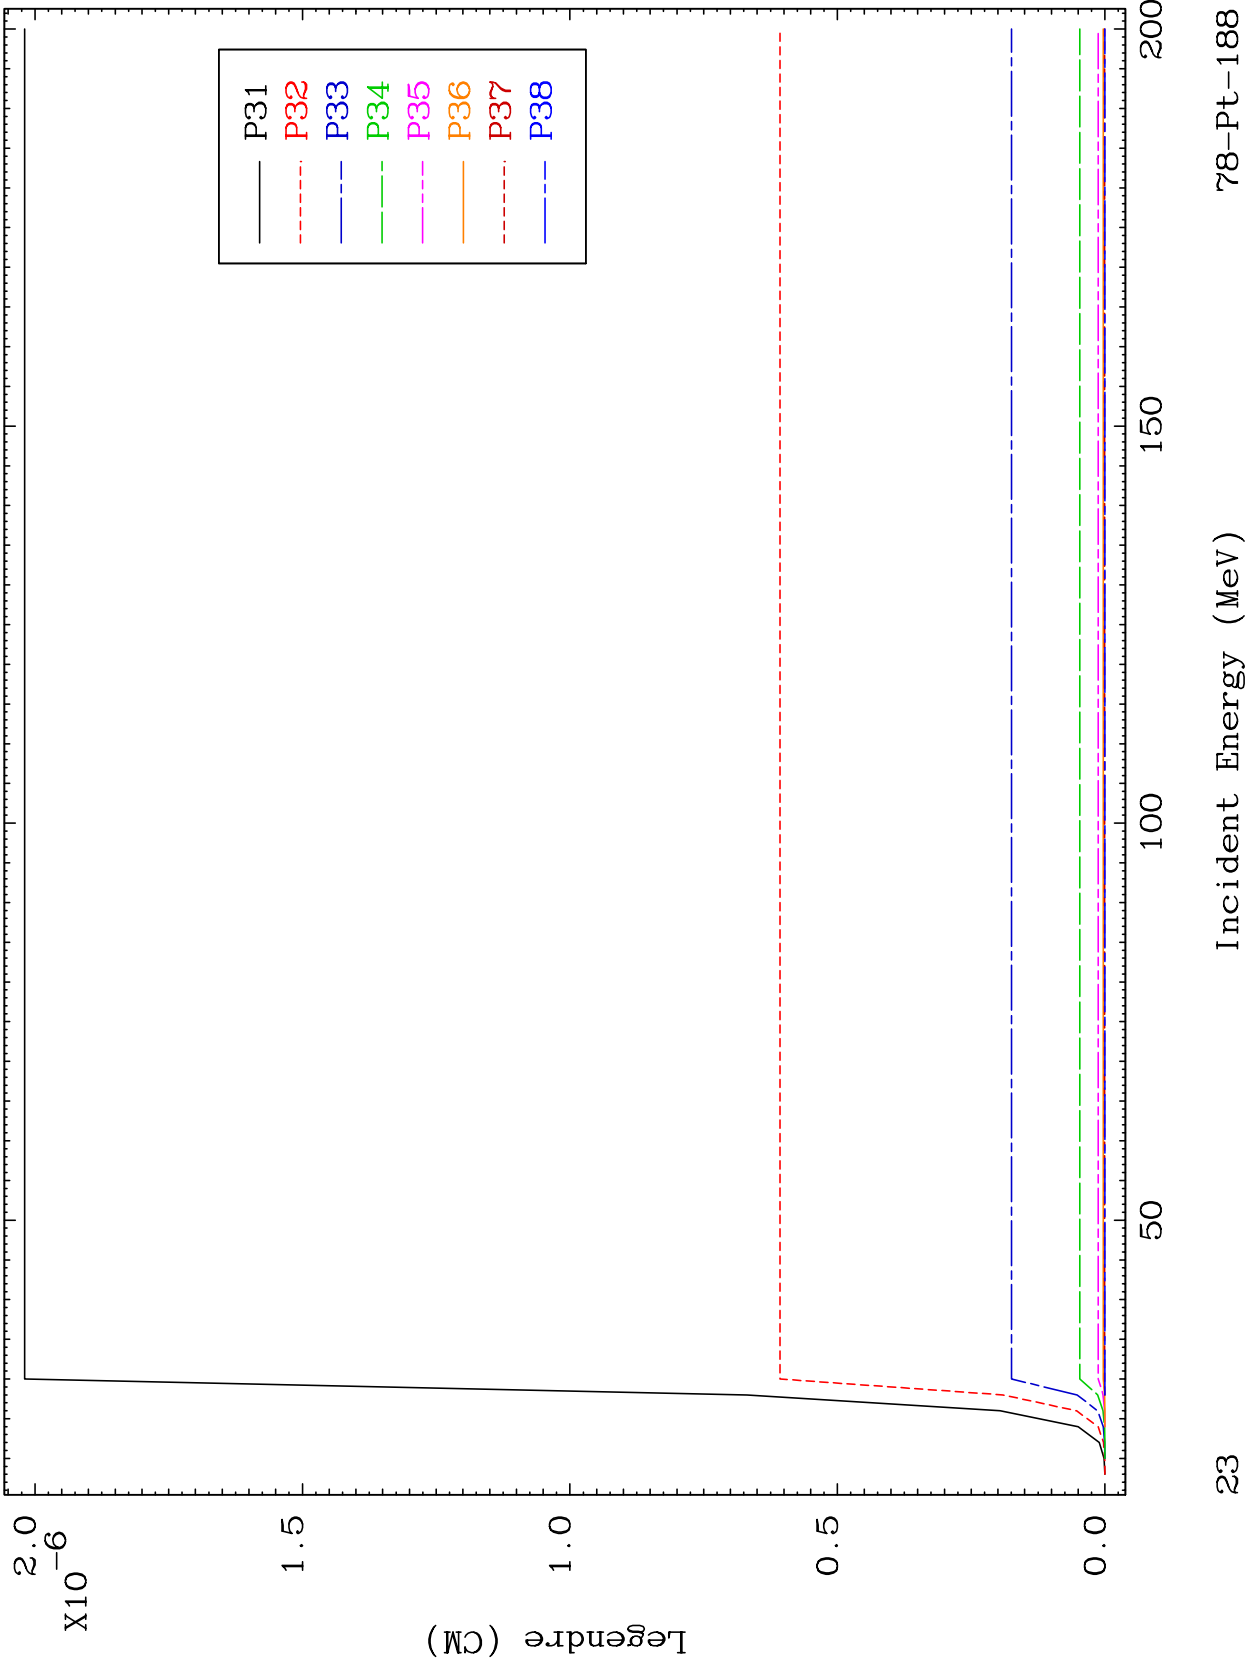 P31
P32
P33
P34
P35
P36
P37
P38
2.0
1.5
1.0
0.5
0.0
X10⁻⁶
Legendre (CM)
50
100
150
200
Incident Energy (MeV)
23
78-Pt-188